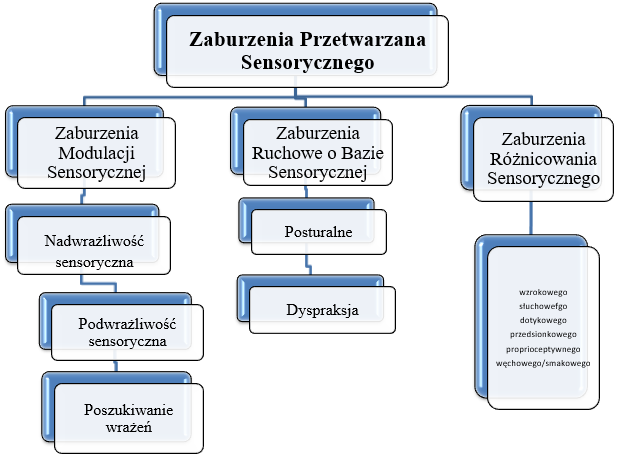 Zaburzenia Przetwarzana
Sensorycznego
Zaburzenia
Modulacji
Sensorycznej
Nadwrażliwość
sensoryczna
Podwrażliwość
sensoryczna
Poszukiwanie
wrażeń
Zaburzenia
Ruchowe o Bazie
Sensorycznej
Posturalne
Dyspraksja
Zaburzenia
Różnicowania
Sensorycznego
wzrokowego
słuchowefgo
dotykowego
przedsionkowego
proprioceptywnego
węchowego/smakowego